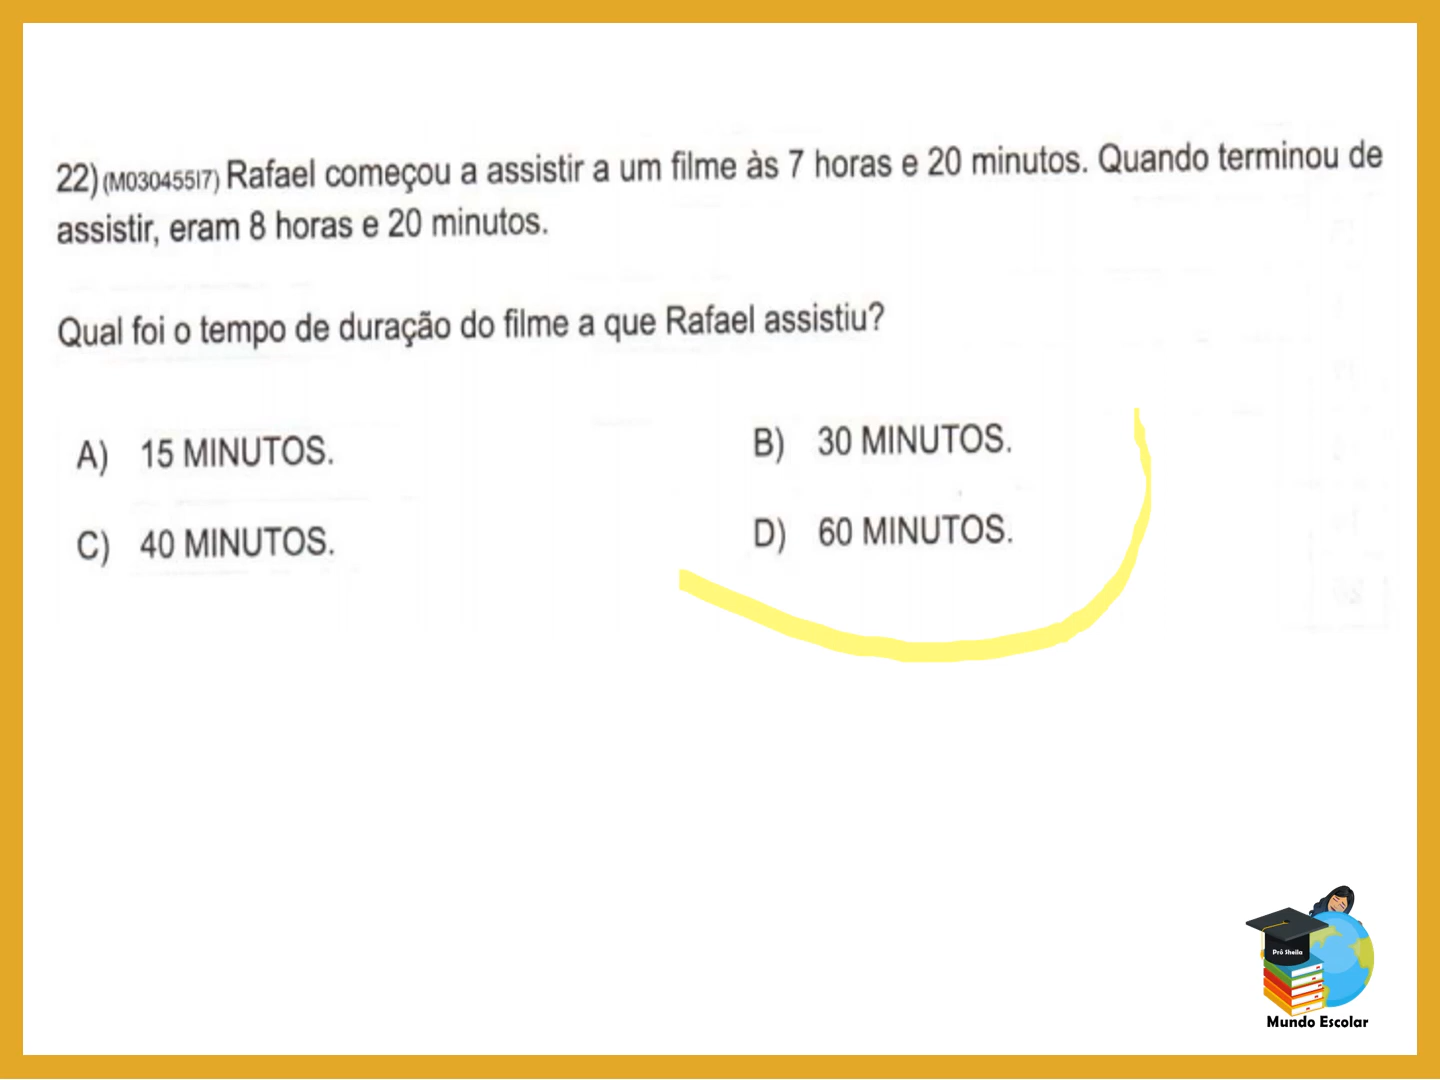 22) (M030455I7) Rafael começou a assistir a um filme às 7 horas e 20 minutos. Quando terminou de
assistir, eram 8 horas e 20 minutos.
Qual foi o tempo de duração do filme a que Rafael assistiu?
A) 15 MINUTOS.
B) 30 MINUTOS.
C) 40 MINUTOS.
D) 60 MINUTOS.
Prô Sheila
Mundo Escolar